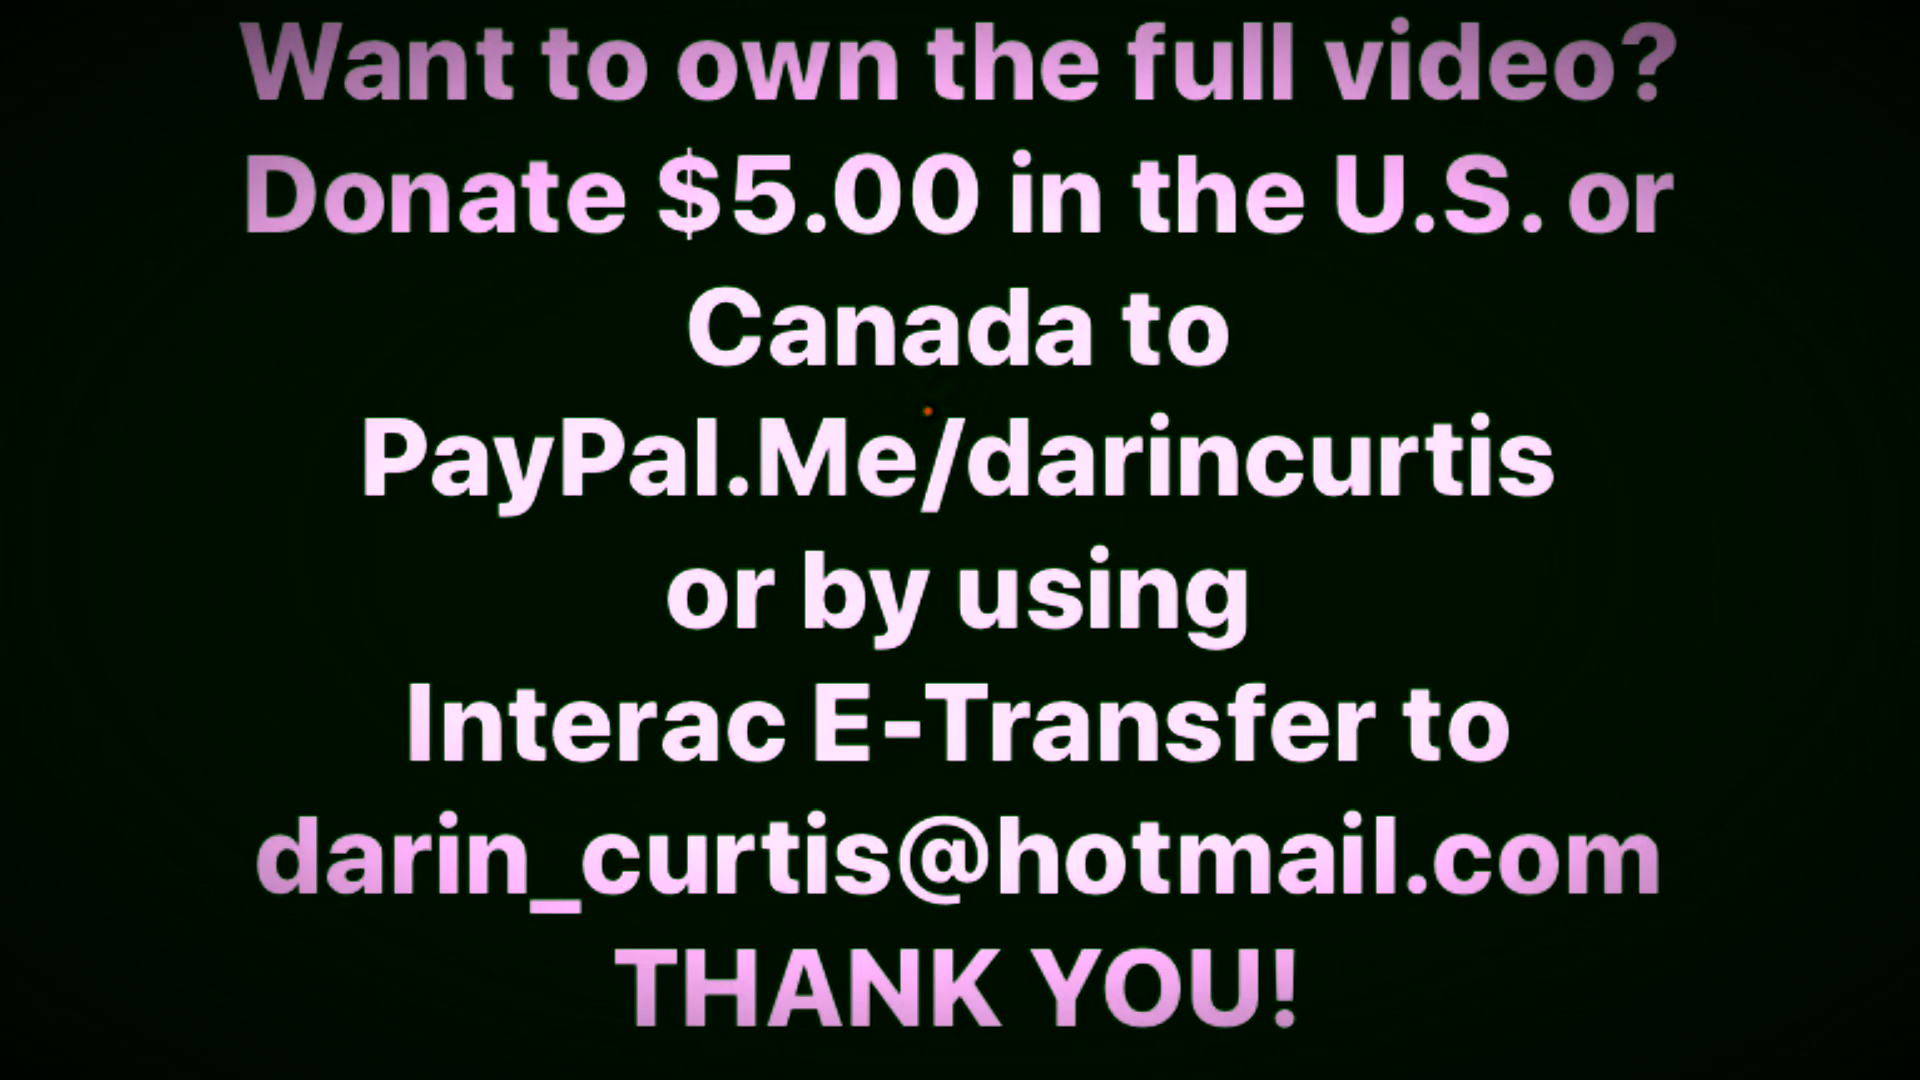 Want to own the full video?
Donate $5.00 in the U.S. or
Canada to
PayPal.Me/darincurtis
or by using
Interac E-Transfer to
darin_curtis@hotmail.com
THANK YOU!